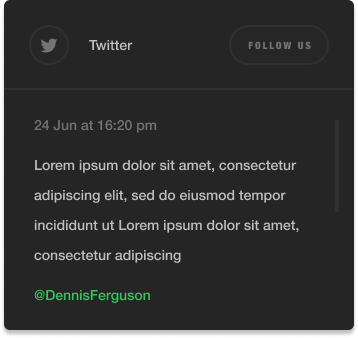 Twitter
FOLLOW US
24 Jun at 16:20 pm
Lorem ipsum dolor sit amet, consectetur
adipiscing elit, sed do eiusmod tempor
incididunt ut Lorem ipsum dolor sit amet,
consectetur adipiscing
@DennisFerguson